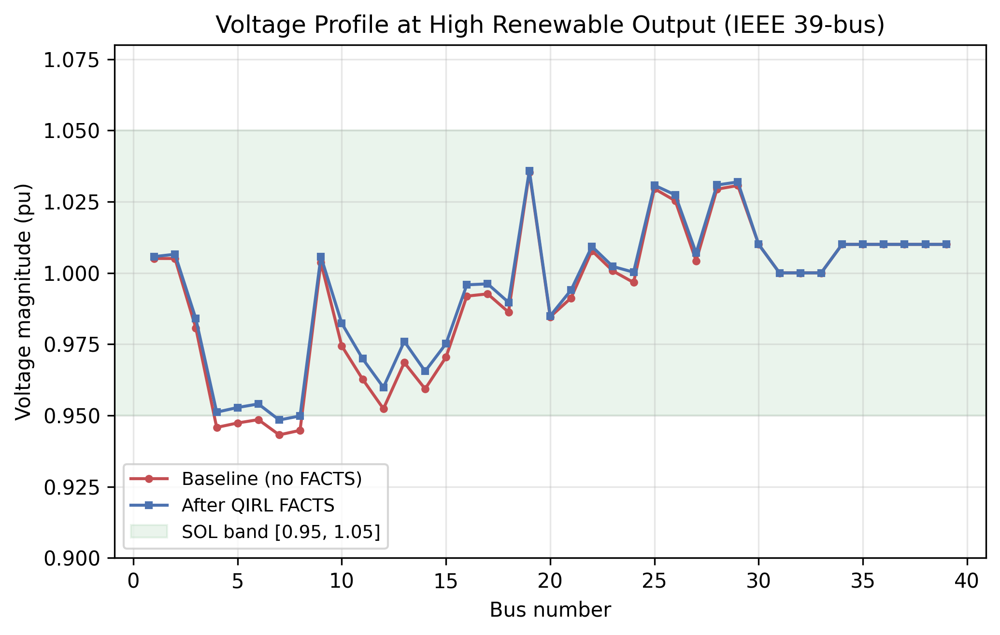 Voltage Profile at High Renewable Output (IEEE 39-bus)
Voltage magnitude (pu)
1.075
1.050
1.025
1.000
0.975
0.950
0.925
0.900
Baseline (no FACTS)
After QIRL FACTS
SOL band [0.95, 1.05]
0 5 10 15 20 25 30 35 40
Bus number